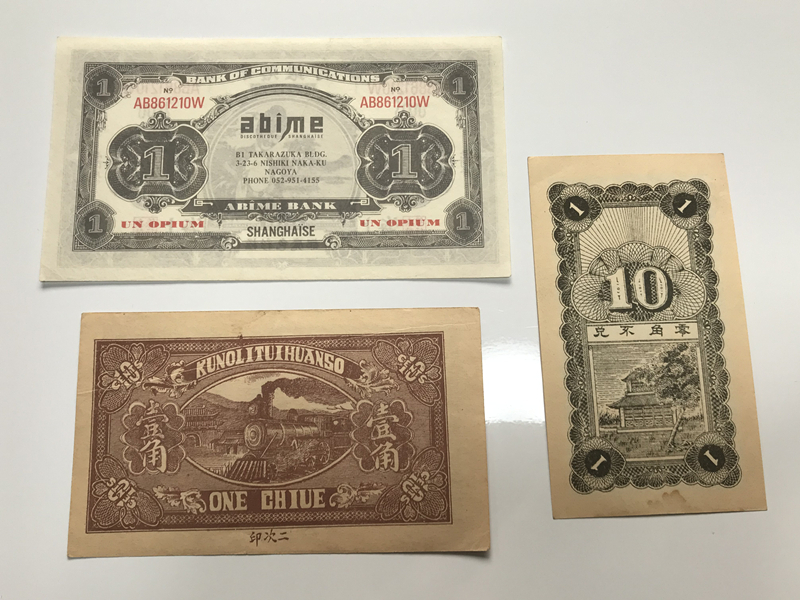 BANK OF COMMUNICATIONS
1 1
Nº Nº
AB861210W AB861210W
abime
DISCOTHEQUE SHANGHAISE
1 1
B1 TAKARAZUKA BLDG.
3-23-6 NISHIKI NAKA-KU
NAGOYA
PHONE 052-951-4155
ABIME BANK
1 1
UN OPIUM UN OPIUM
SHANGHAISE
KUNOLITUIHUANSO
壹角 壹角
ONE CHIUE
二次印
1 1
10
零角不兌
1 1